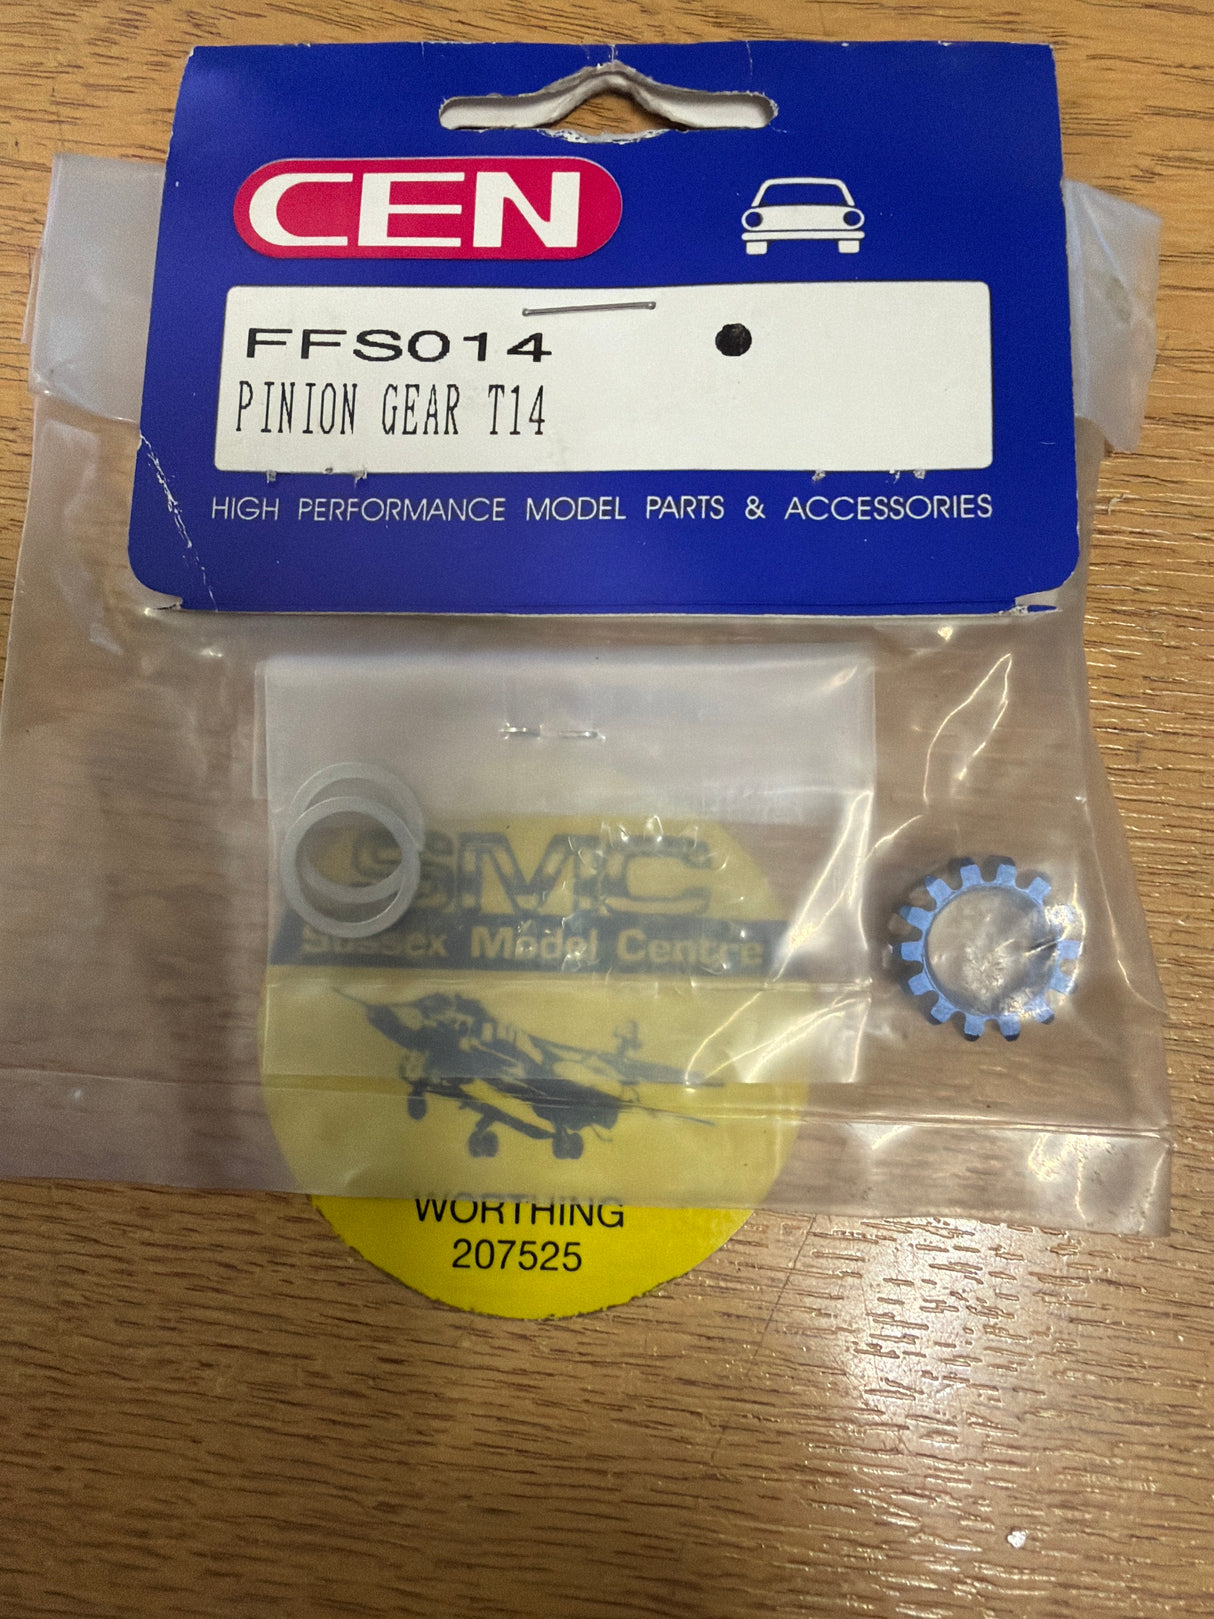 CEN
FFS014
PINION GEAR T14
HIGH PERFORMANCE MODEL PARTS & ACCESSORIES
SMC
Sussex Model Centre
WORTHING
207525